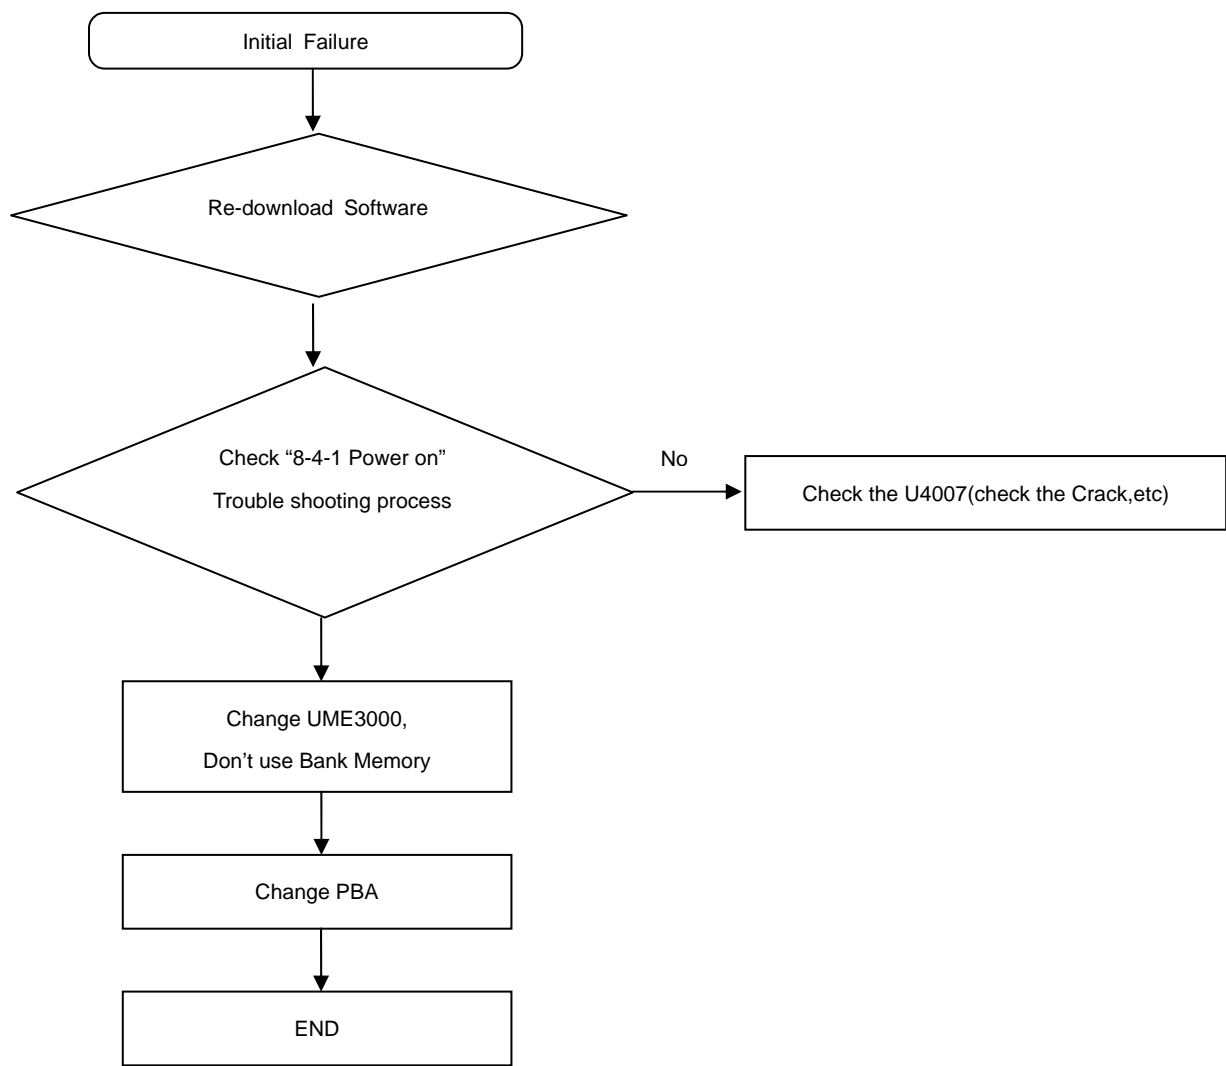 Initial Failure
Re-download Software
Check “8-4-1 Power on”
Trouble shooting process
No
Check the U4007(check the Crack,etc)
Change UME3000,
Don’t use Bank Memory
Change PBA
END